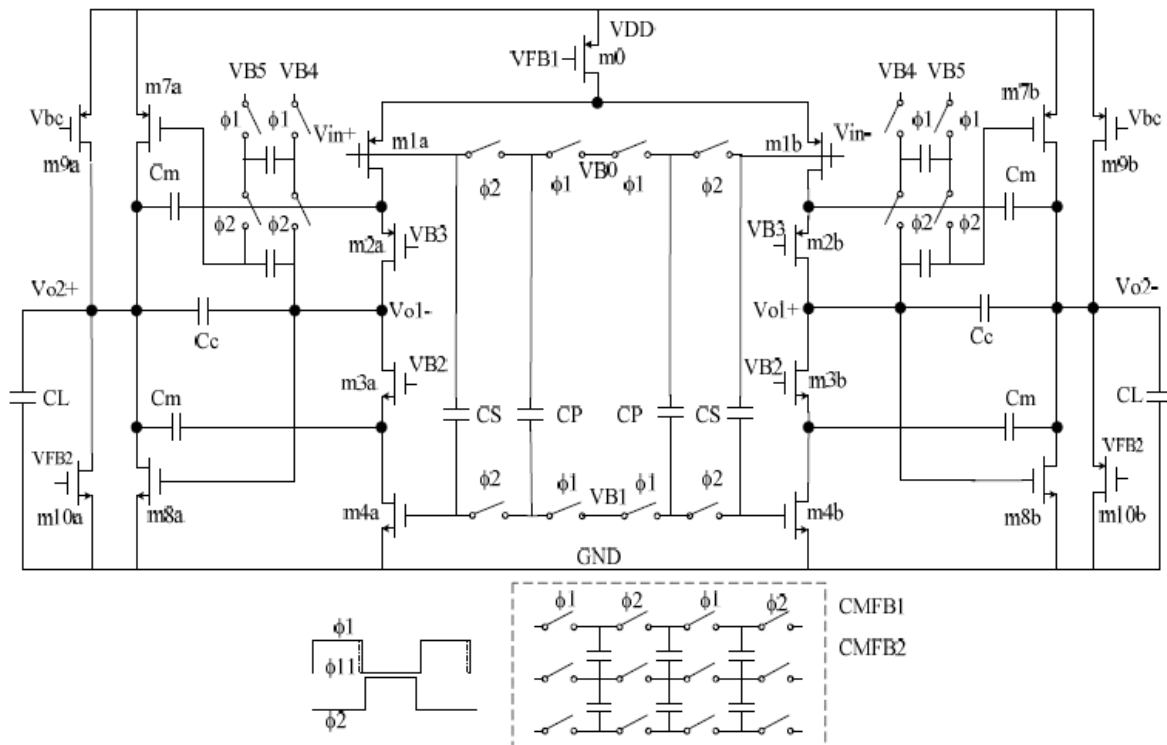 VDD
VFB1 m0
VB5 VB4
m7a
VB4 VB5
m7b
Vbc
ϕ1 ϕ1
Vin+
m1a
m1b
Vin-
ϕ1 ϕ1
Vbc
m9a
m9b
ϕ2 ϕ1 VB0 ϕ1 ϕ2
Cm
Cm
ϕ2 ϕ2
ϕ2 ϕ2
m2a VB3
VB3 m2b
Vo2+
Vo1-
Vo1+
Vo2-
Cc
Cc
VB2
m3a
VB2
m3b
CL
Cm
CS CP CP CS
Cm
CL
VFB2
VFB2
ϕ2 ϕ1 VB1 ϕ1 ϕ2
m10a m8a
m4a
m4b
m8b m10b
GND
ϕ1 ϕ2 ϕ1 ϕ2
CMFB1
CMFB2
ϕ1
ϕ11
ϕ2